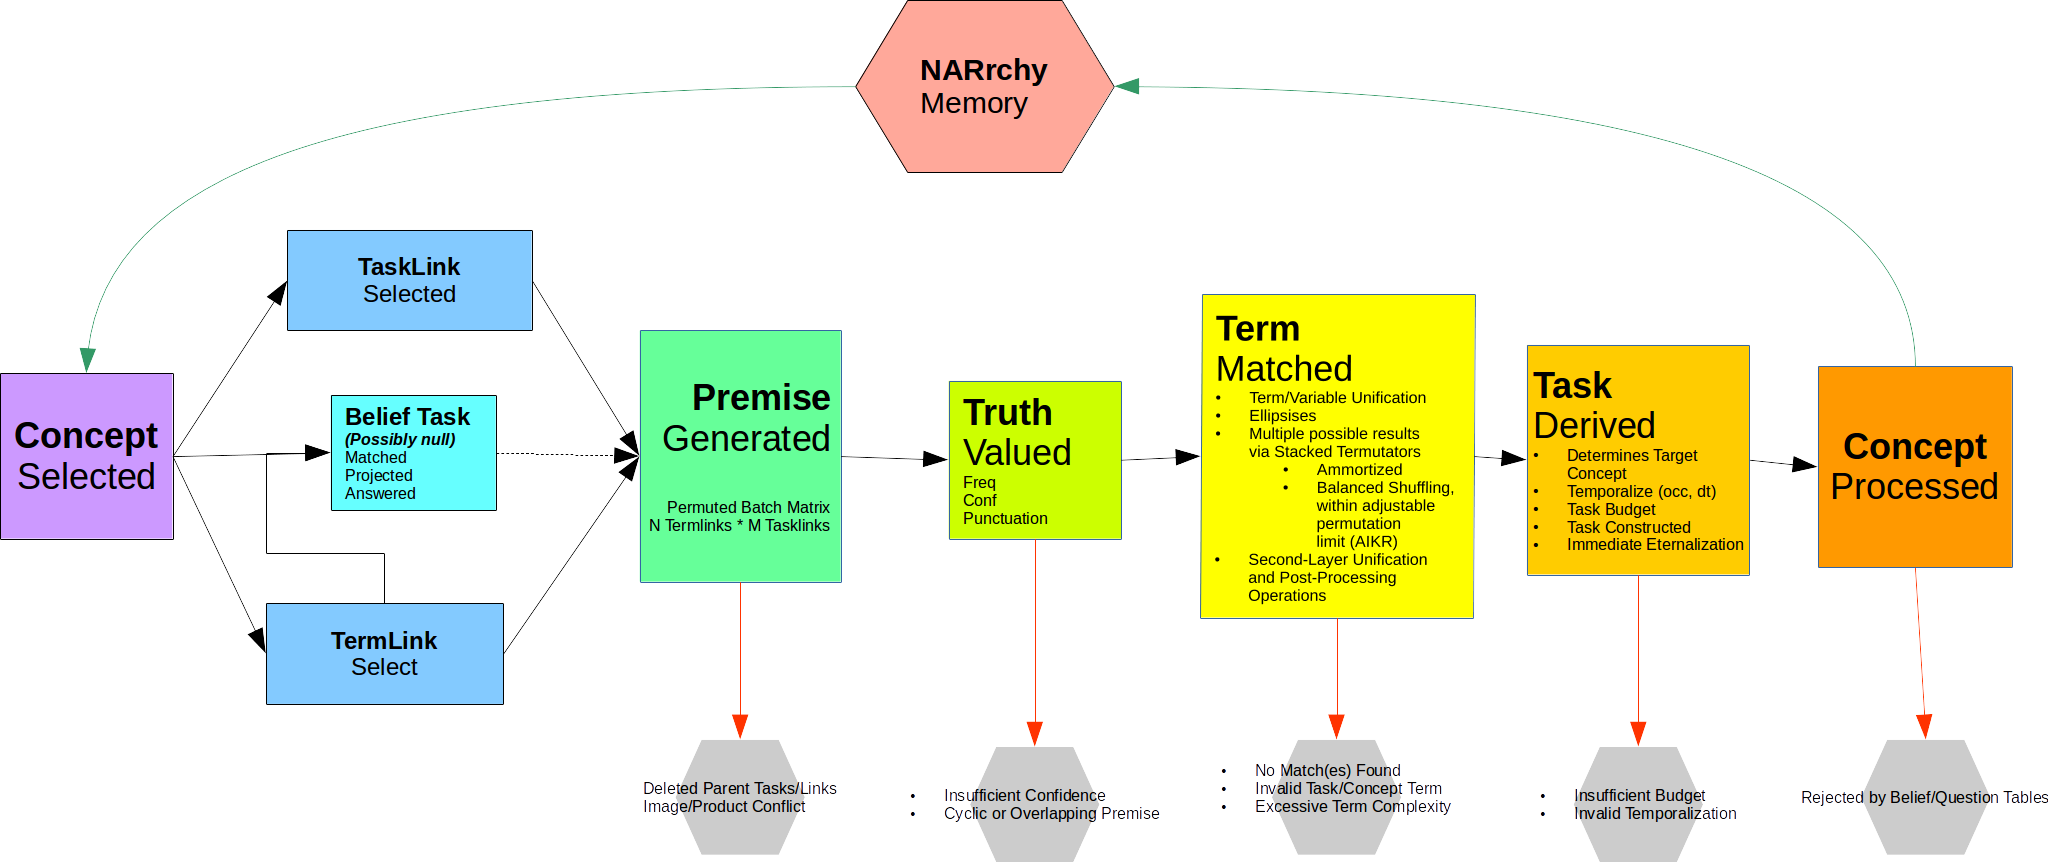 NARrchy
Memory
TaskLink
Selected
Concept
Selected
Belief Task
(Possibly null)
Matched
Projected
Answered
TermLink
Select
Premise
Generated
Permuted Batch Matrix
N Termlinks * M Tasklinks
Truth
Valued
Freq
Conf
Punctuation
Term
Matched
• Term/Variable Unification
• Ellipsises
• Multiple possible results
via Stacked Termutators
• Ammortized
• Balanced Shuffling,
within adjustable
permutation
limit (AIKR)
• Second-Layer Unification
and Post-Processing
Operations
Task
Derived
• Determines Target
Concept
• Temporalize (occ, dt)
• Task Budget
• Task Constructed
• Immediate Eternalization
Concept
Processed
Deleted Parent Tasks/Links
Image/Product Conflict
• Insufficient Confidence
• Cyclic or Overlapping Premise
• No Match(es) Found
• Invalid Task/Concept Term
• Excessive Term Complexity
• Insufficient Budget
• Invalid Temporalization
Rejected by Belief/Question Tables